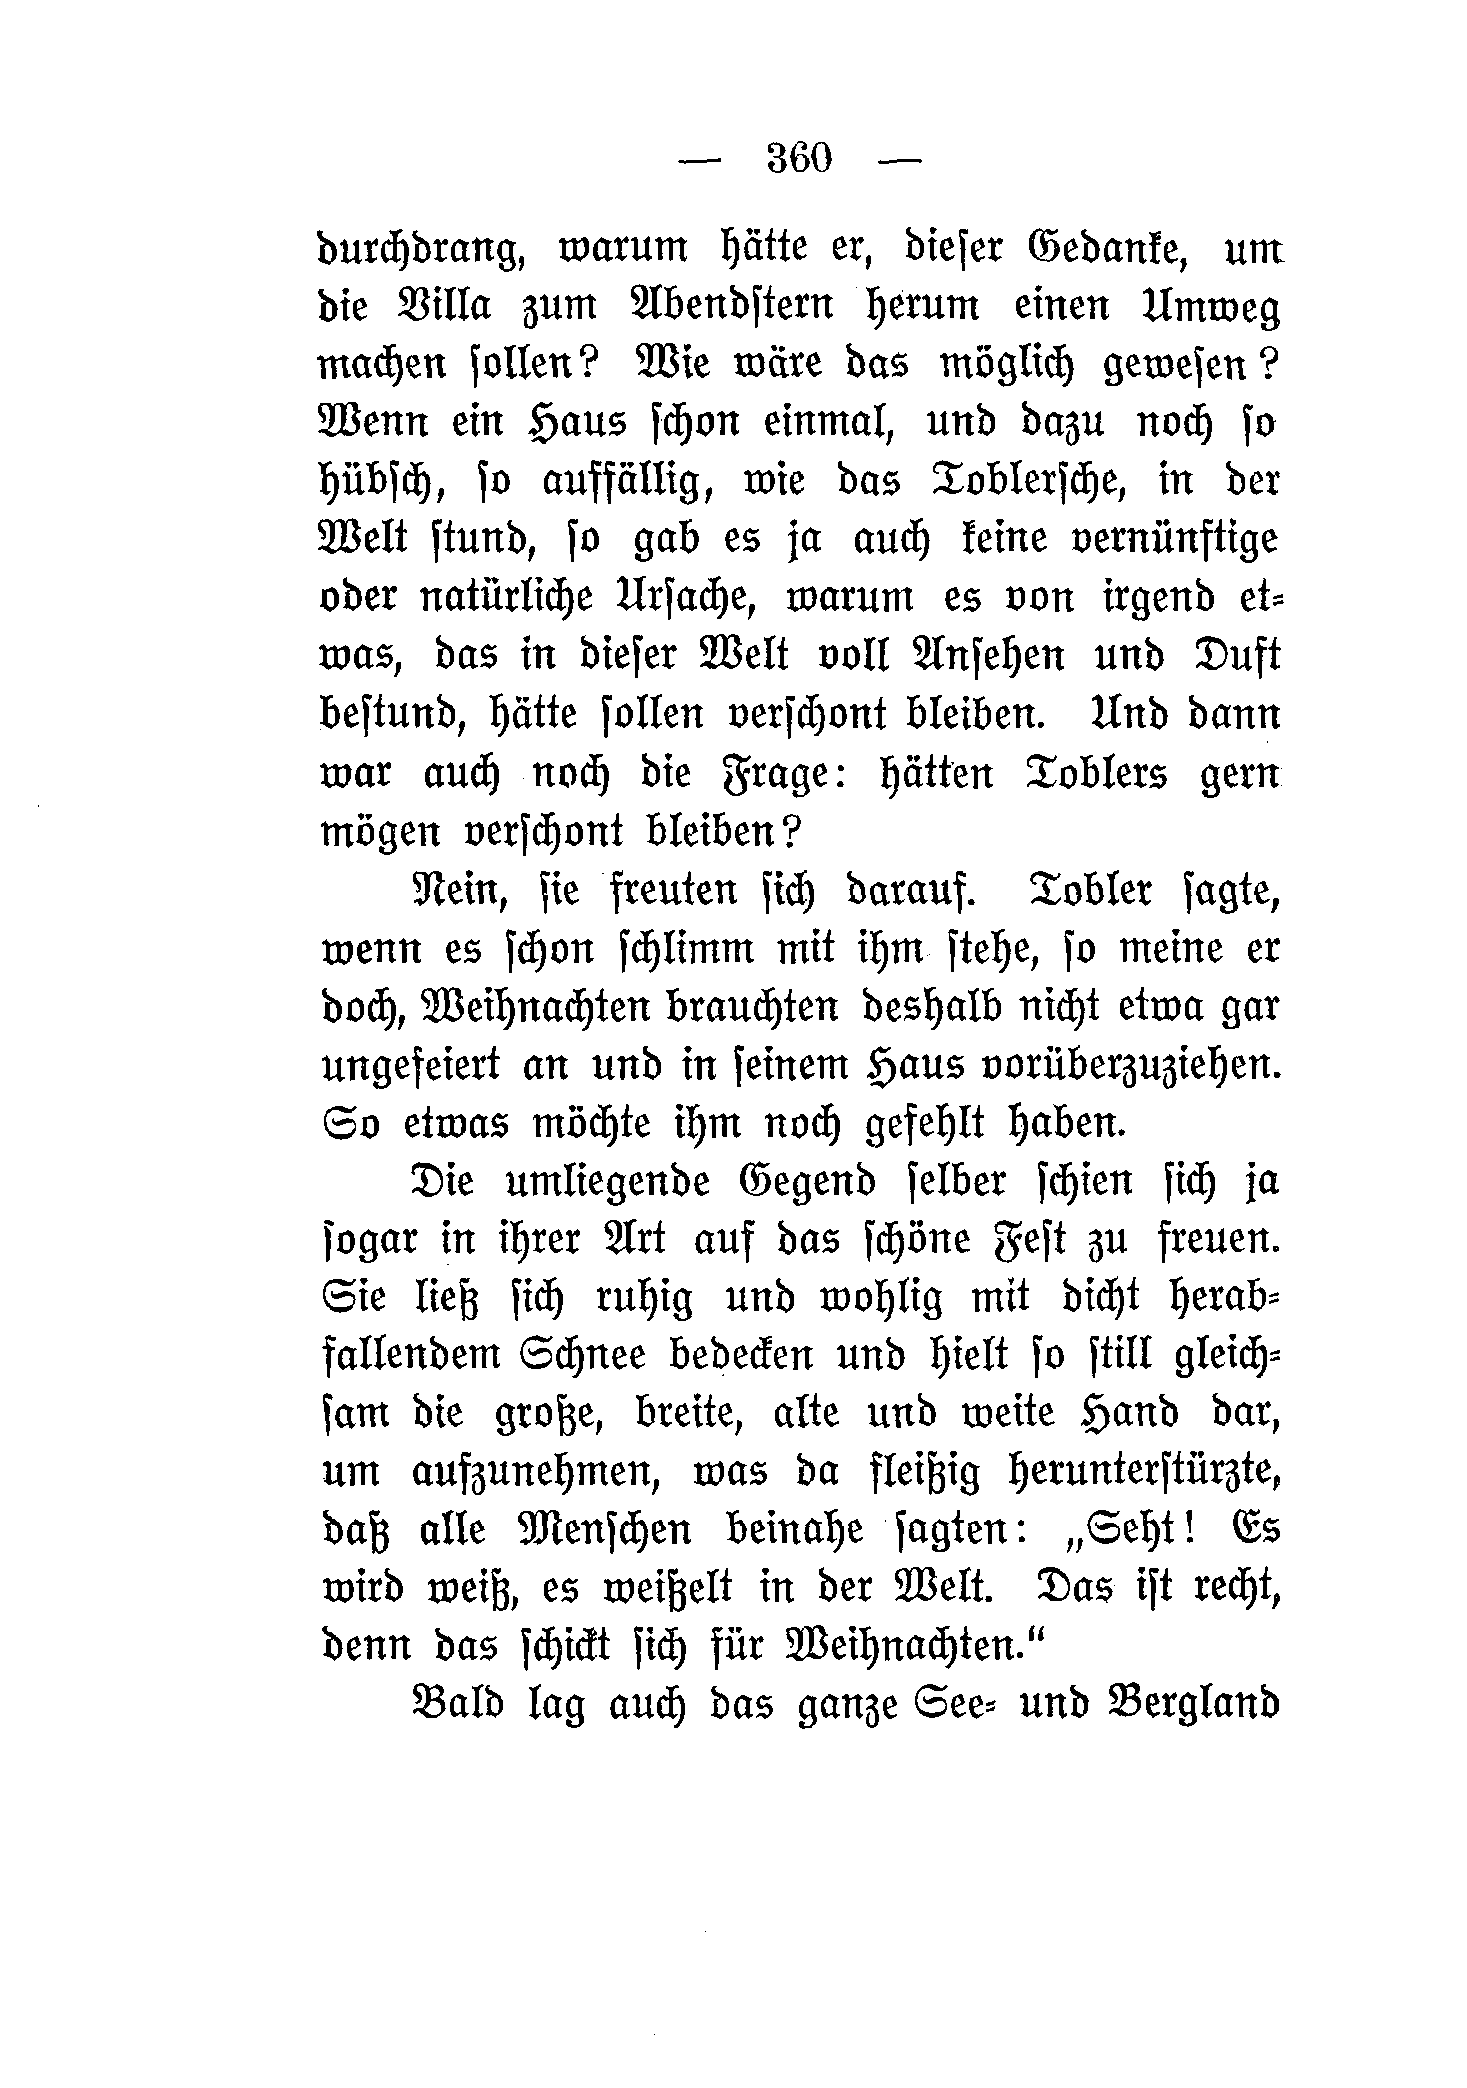 — 360 —
durchdrang, warum hätte er, dieſer Gedanke, um
die Villa zum Abendſtern herum einen Umweg
machen ſollen? Wie wäre das möglich geweſen?
Wenn ein Haus ſchon einmal, und dazu noch ſo
hübſch, ſo auffällig, wie das Toblerſche, in der
Welt ſtund, ſo gab es ja auch keine vernünftige
oder natürliche Urſache, warum es von irgend et-
was, das in dieſer Welt voll Anſehen und Duft
beſtund, hätte ſollen verſchont bleiben. Und dann
war auch noch die Frage: hätten Toblers gern
mögen verſchont bleiben?
Nein, ſie freuten ſich darauf. Tobler ſagte,
wenn es ſchon ſchlimm mit ihm ſtehe, ſo meine er
doch, Weihnachten brauchten deshalb nicht etwa gar
ungefeiert an und in ſeinem Haus vorüberzuziehen.
So etwas möchte ihm noch gefehlt haben.
Die umliegende Gegend ſelber ſchien ſich ja
ſogar in ihrer Art auf das ſchöne Feſt zu freuen.
Sie ließ ſich ruhig und wohlig mit dicht herab-
fallendem Schnee bedecken und hielt ſo ſtill gleich-
ſam die große, breite, alte und weite Hand dar,
um aufzunehmen, was da fleißig herunterſtürzte,
daß alle Menſchen beinahe ſagten: „Seht! Es
wird weiß, es weißelt in der Welt. Das iſt recht,
denn das ſchickt ſich für Weihnachten.“
Bald lag auch das ganze See- und Bergland